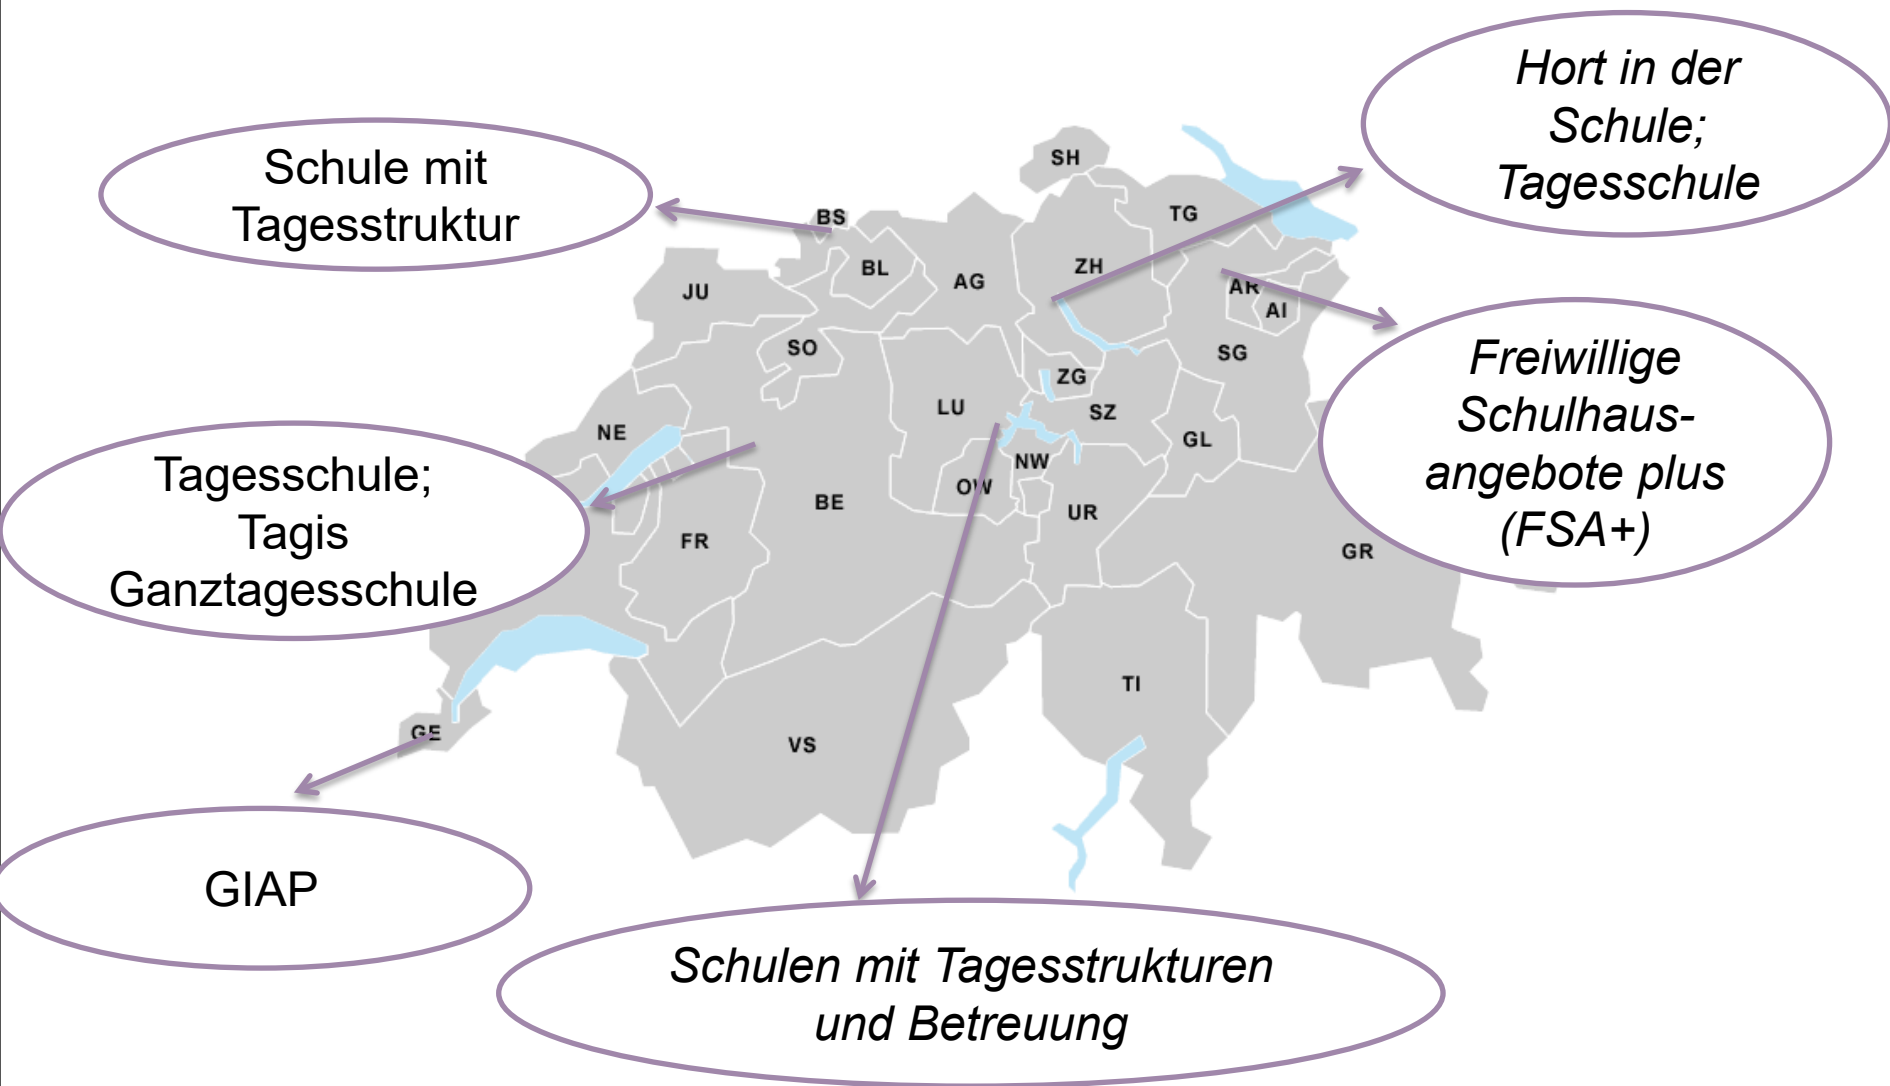 Hort in der
Schule;
Tagesschule
Schule mit
Tagesstruktur
SH
BS
TG
BL
ZH
AG
JU
AR
AI
SO
SG
ZG
LU
SZ
NE
GL
NW
OW
BE
UR
FR
GR
TI
GE
VS
Freiwillige
Schulhaus-
angebote plus
(FSA+)
Tagesschule;
Tagis
Ganztagesschule
GIAP
Schulen mit Tagesstrukturen
und Betreuung